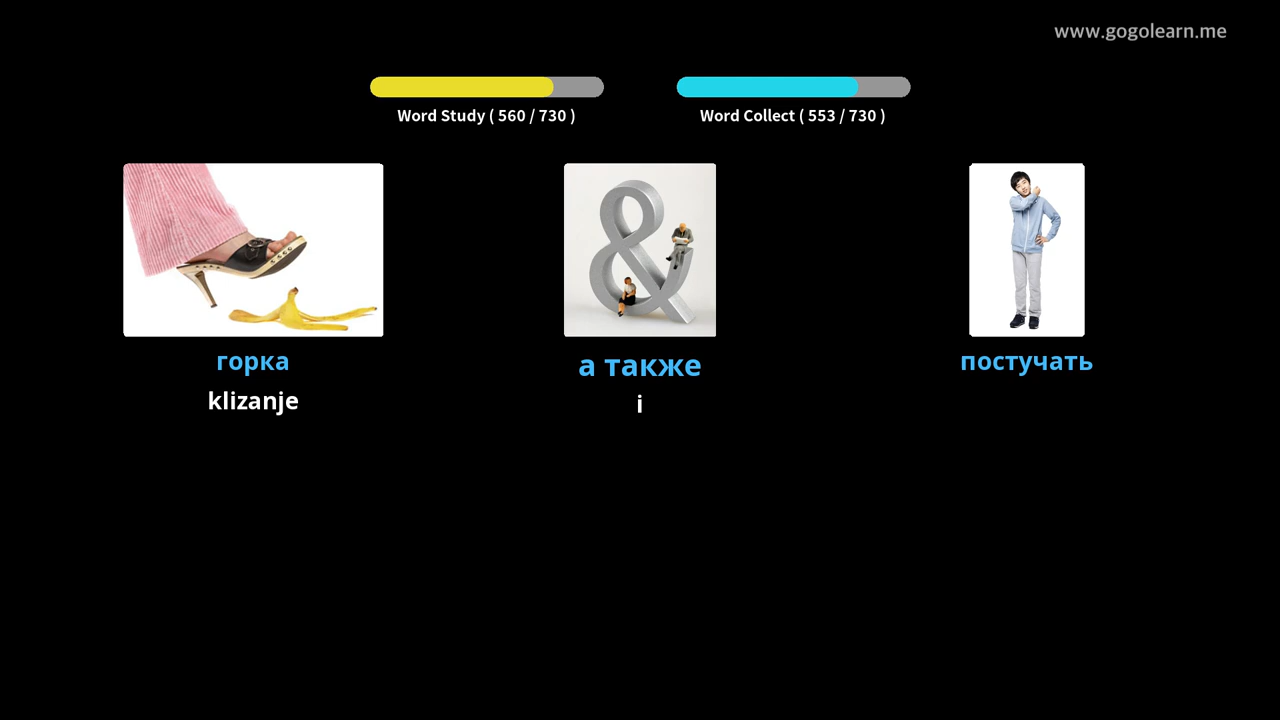 www.gogolearn.me
Word Study ( 560 / 730 )
Word Collect ( 553 / 730 )
горка
а также
постучать
klizanje
i